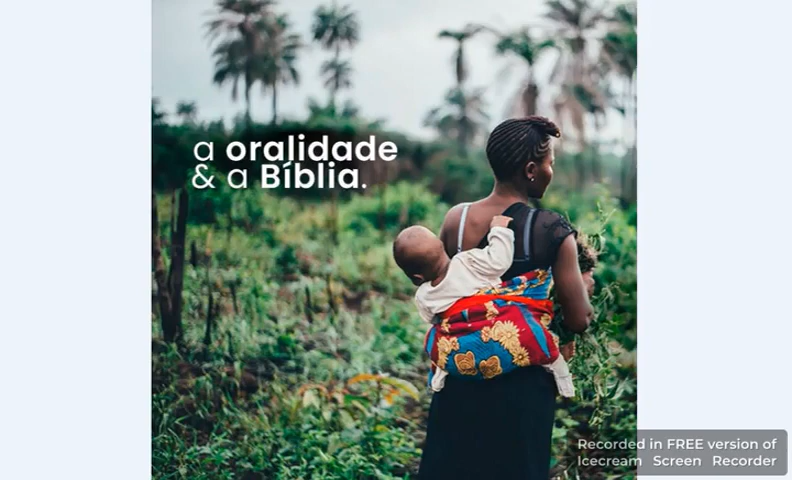 a oralidade
& a Bíblia.
Recorded in FREE version of
Icecream Screen Recorder